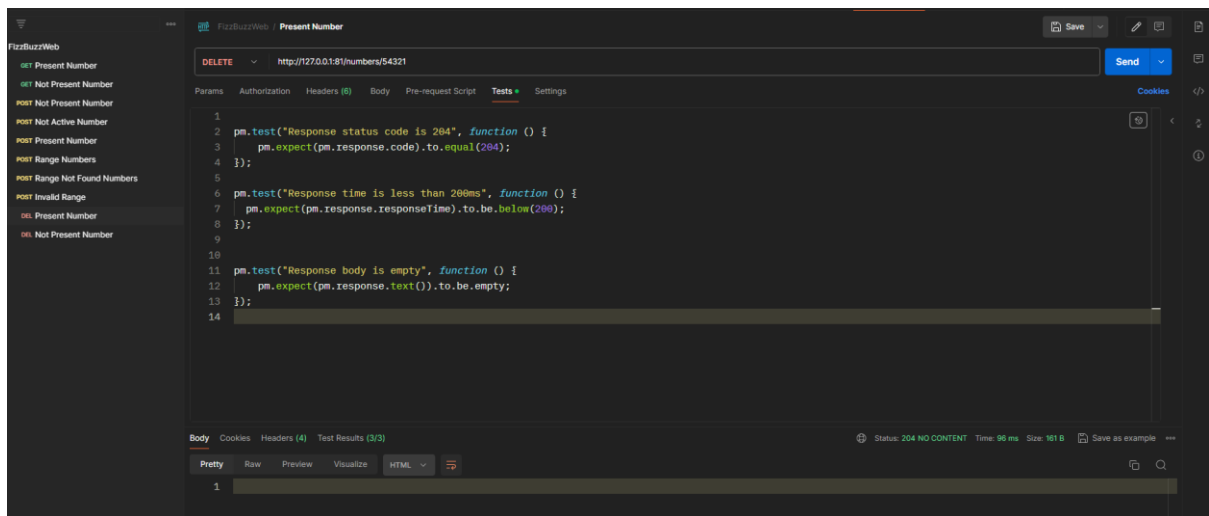 FizzBuzzWeb / Present Number
Save
FizzBuzzWeb
GET Present Number
GET Not Present Number
POST Not Present Number
POST Not Active Number
POST Present Number
POST Range Numbers
POST Range Not Found Numbers
POST Invalid Range
DEL Present Number
DEL Not Present Number
DELETE http://127.0.0.1:81/numbers/54321 Send
Params Authorization Headers (6) Body Pre-request Script Tests Settings Cookies
1
2 pm.test("Response status code is 204", function () {
3 pm.expect(pm.response.code).to.equal(204);
4 });
5
6 pm.test("Response time is less than 200ms", function () {
7 pm.expect(pm.response.responseTime).to.be.below(200);
8 });
9
10
11 pm.test("Response body is empty", function () {
12 pm.expect(pm.response.text()).to.be.empty;
13 });
14
Body Cookies Headers (4) Test Results (3/3) Status: 204 NO CONTENT Time: 96 ms Size: 161 B Save as example
Pretty Raw Preview Visualize HTML
1